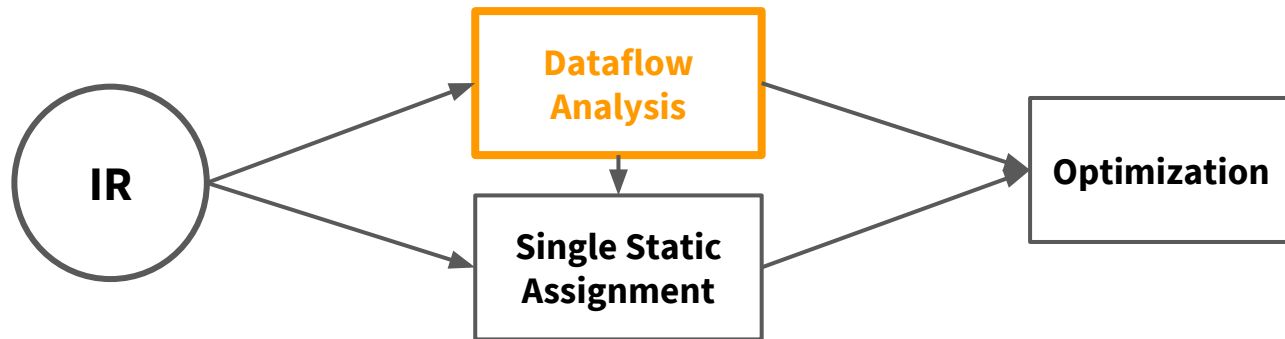 Dataflow
Analysis
IR
Optimization
Single Static
Assignment